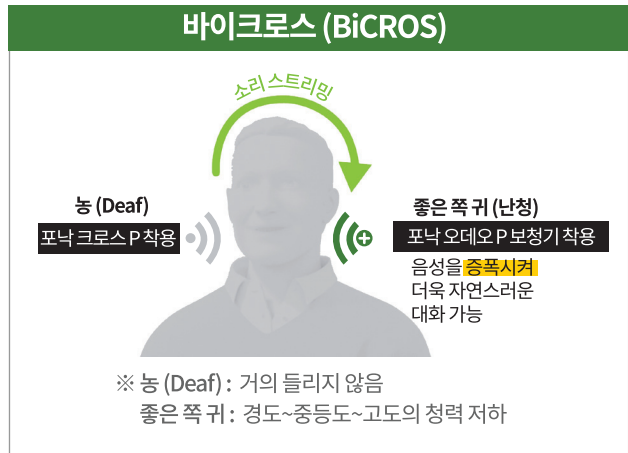 바이크로스 (BiCROS)
소리 스트리밍
농 (Deaf)
포낙 크로스 P 착용
좋은 쪽 귀 (난청)
포낙 오데오 P 보청기 착용
음성을 증폭시켜
더욱 자연스러운
대화 가능
※ 농 (Deaf) : 거의 들리지 않음
좋은 쪽 귀 : 경도~중등도~고도의 청력 저하